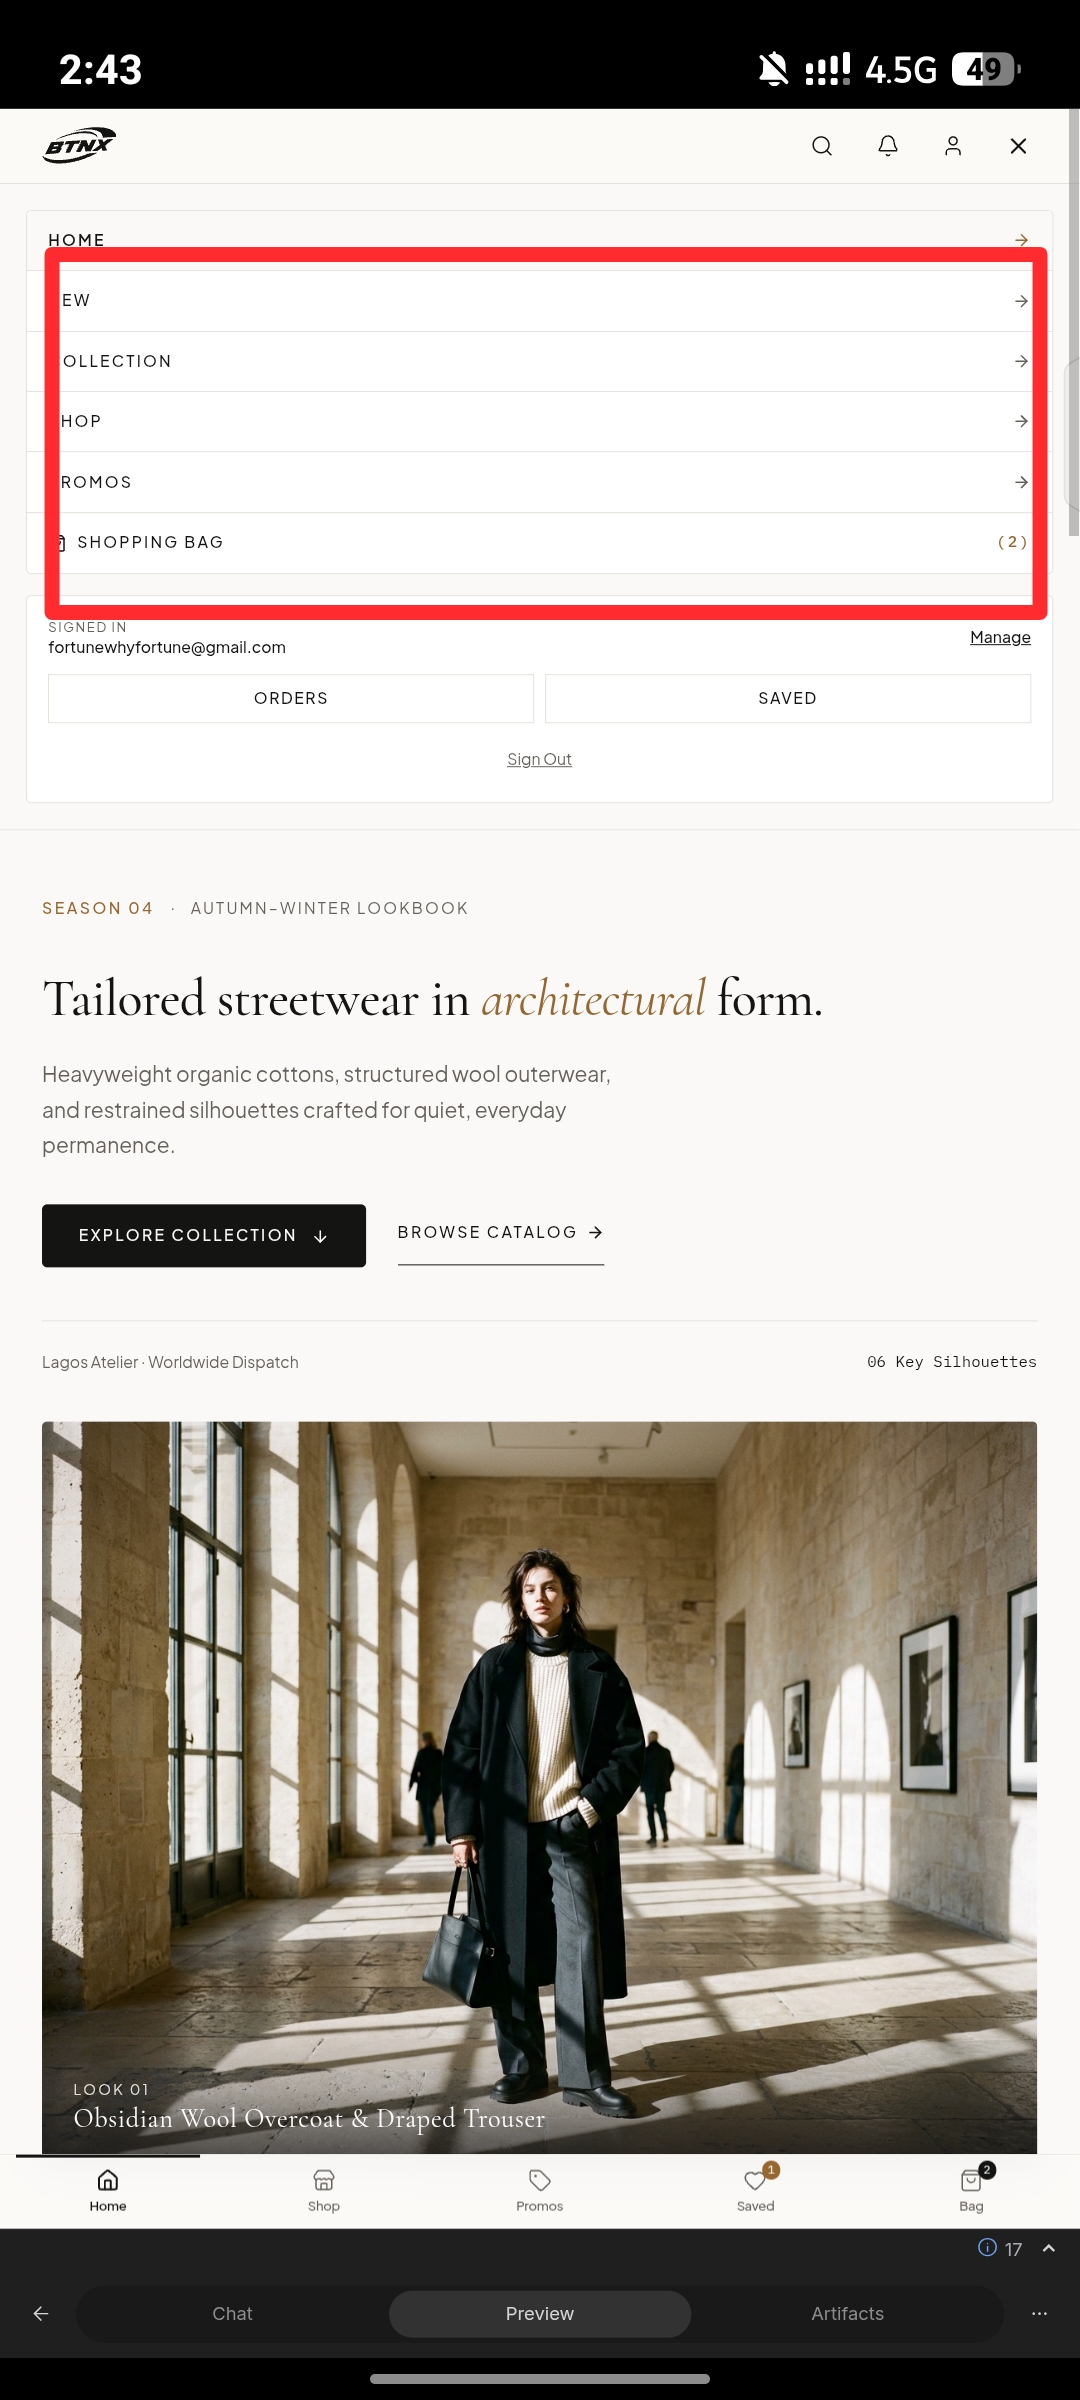 2:43
4.5G
49
BTNX
HOME
EW
OLLECTION
HOP
ROMOS
SHOPPING BAG
(2)
SIGNED IN
fortunewhyfortune@gmail.com
Manage
ORDERS
SAVED
Sign Out
SEASON 04 · AUTUMN–WINTER LOOKBOOK
Tailored streetwear in architectural form.
Heavyweight organic cottons, structured wool outerwear,
and restrained silhouettes crafted for quiet, everyday
permanence.
EXPLORE COLLECTION ↓
BROWSE CATALOG →
Lagos Atelier · Worldwide Dispatch
06 Key Silhouettes
LOOK 01
Obsidian Wool Overcoat & Draped Trouser
1
2
Home
Shop
Promos
Saved
Bag
17
Chat
Preview
Artifacts